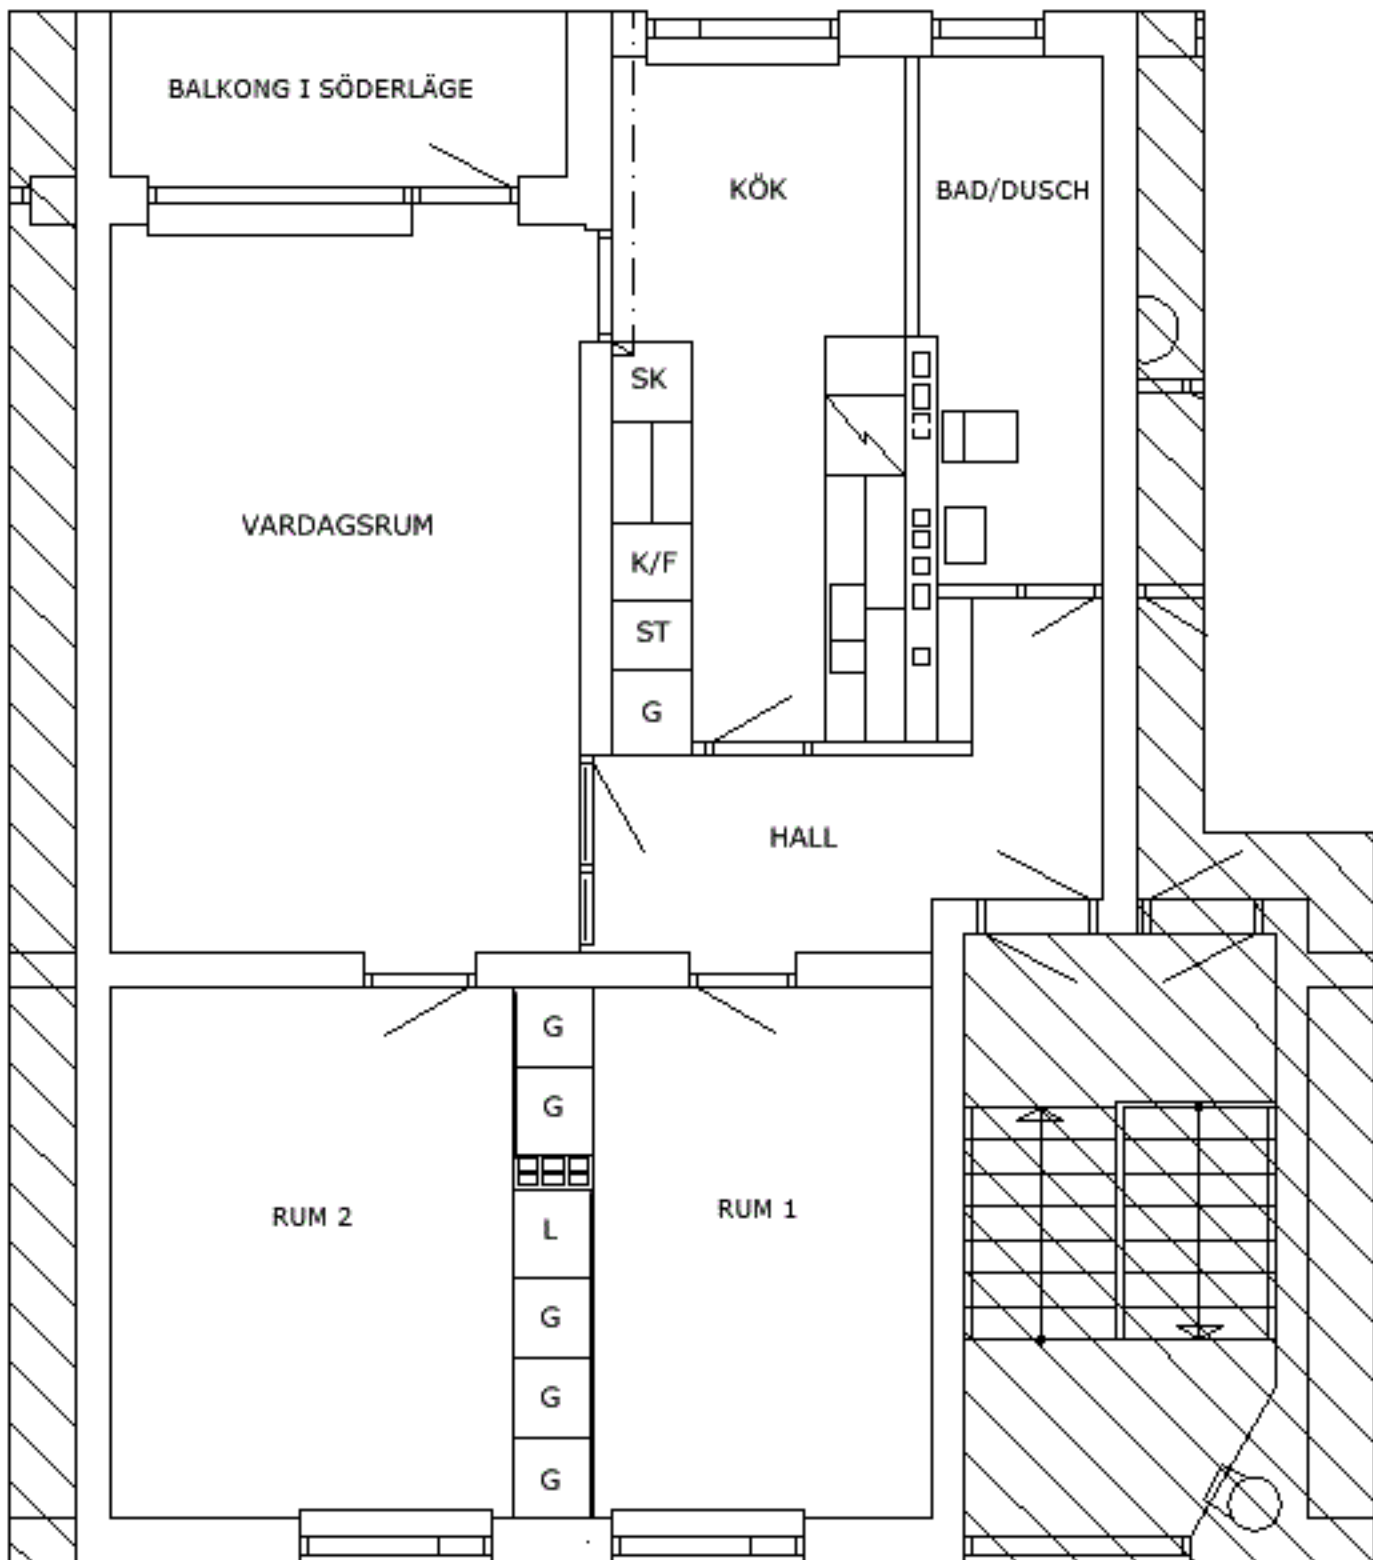 BALKONG I SÖDERLÄGE
KÖK
BAD/DUSCH
SK
VARDAGSRUM
K/F
ST
G
HALL
G
G
RUM 2
RUM 1
L
G
G
G